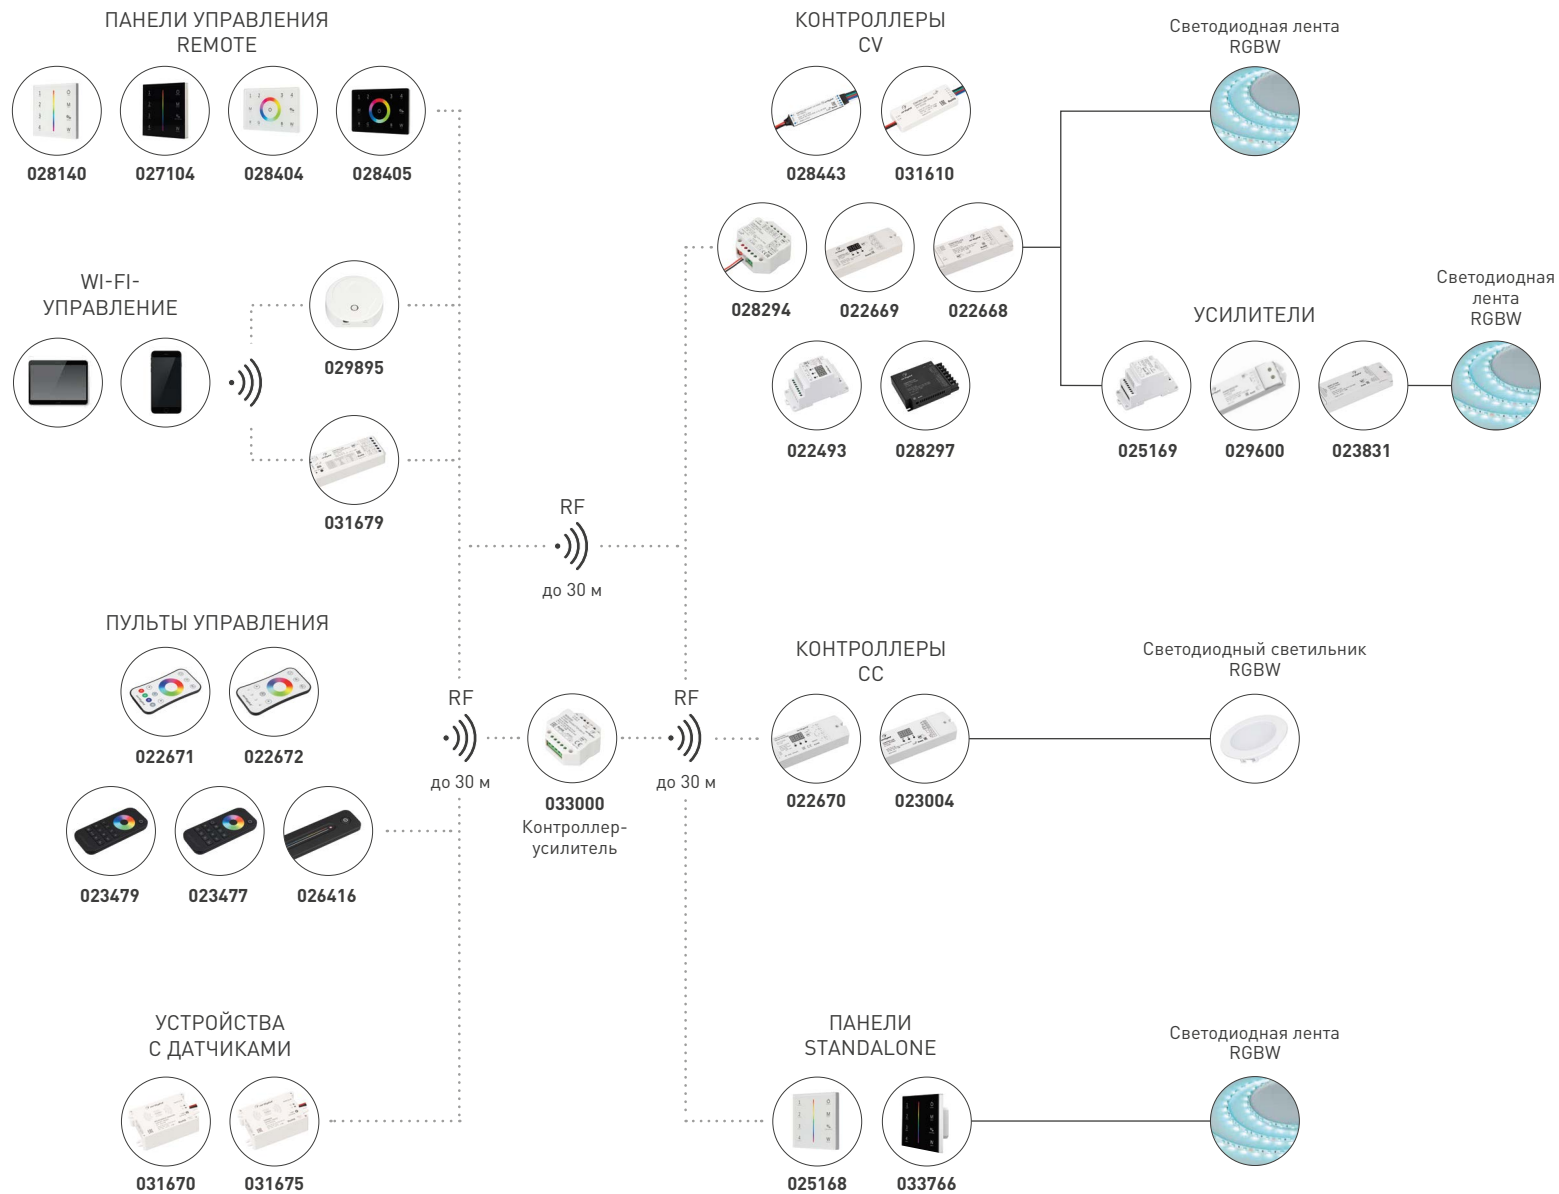 ПАНЕЛИ УПРАВЛЕНИЯ
REMOTE
028140
027104
028404
028405
WI-FI-
УПРАВЛЕНИЕ
029895
031679
ПУЛЬТЫ УПРАВЛЕНИЯ
022671
022672
023479
023477
026416
УСТРОЙСТВА
С ДАТЧИКАМИ
031670
031675
RF
до 30 м
RF
до 30 м
033000
Контроллер-
усилитель
RF
до 30 м
КОНТРОЛЛЕРЫ
CV
028443
031610
028294
022669
022668
022493
028297
Светодиодная лента
RGBW
УСИЛИТЕЛИ
025169
029600
023831
Светодиодная
лента
RGBW
КОНТРОЛЛЕРЫ
CC
022670
023004
Светодиодный светильник
RGBW
ПАНЕЛИ
STANDALONE
025168
033766
Светодиодная лента
RGBW